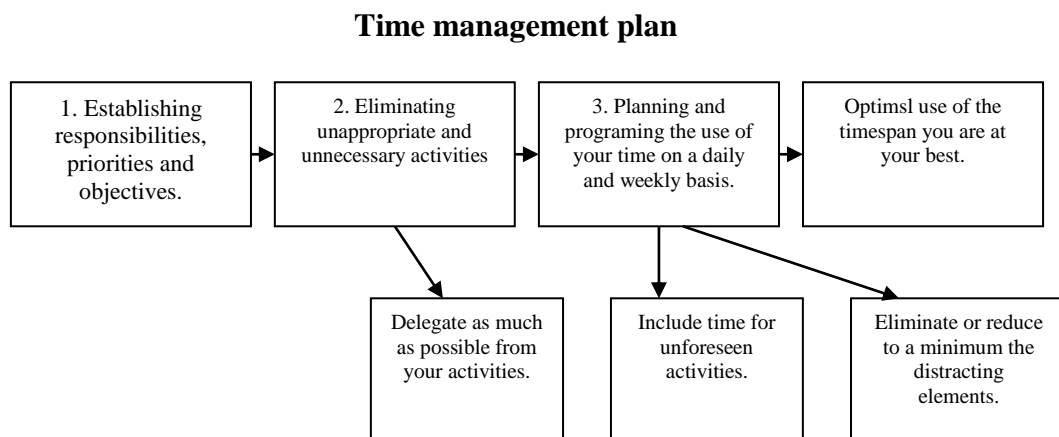 Time management plan
1. Establishing
responsibilities,
priorities and
objectives.
2. Eliminating
unappropriate and
unnecessary activities
3. Planning and
programing the use of
your time on a daily
and weekly basis.
Optimsl use of the
timespan you are at
your best.
Delegate as much
as possible from
your activities.
Include time for
unforeseen
activities.
Eliminate or reduce
to a minimum the
distracting
elements.